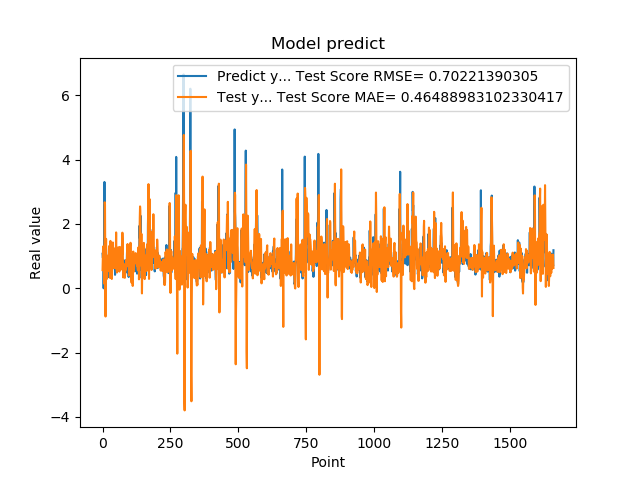 Model predict
Predict y... Test Score RMSE= 0.70221390305
Test y... Test Score MAE= 0.46488983102330417
Real value
6
4
2
0
−2
−4
0 250 500 750 1000 1250 1500
Point